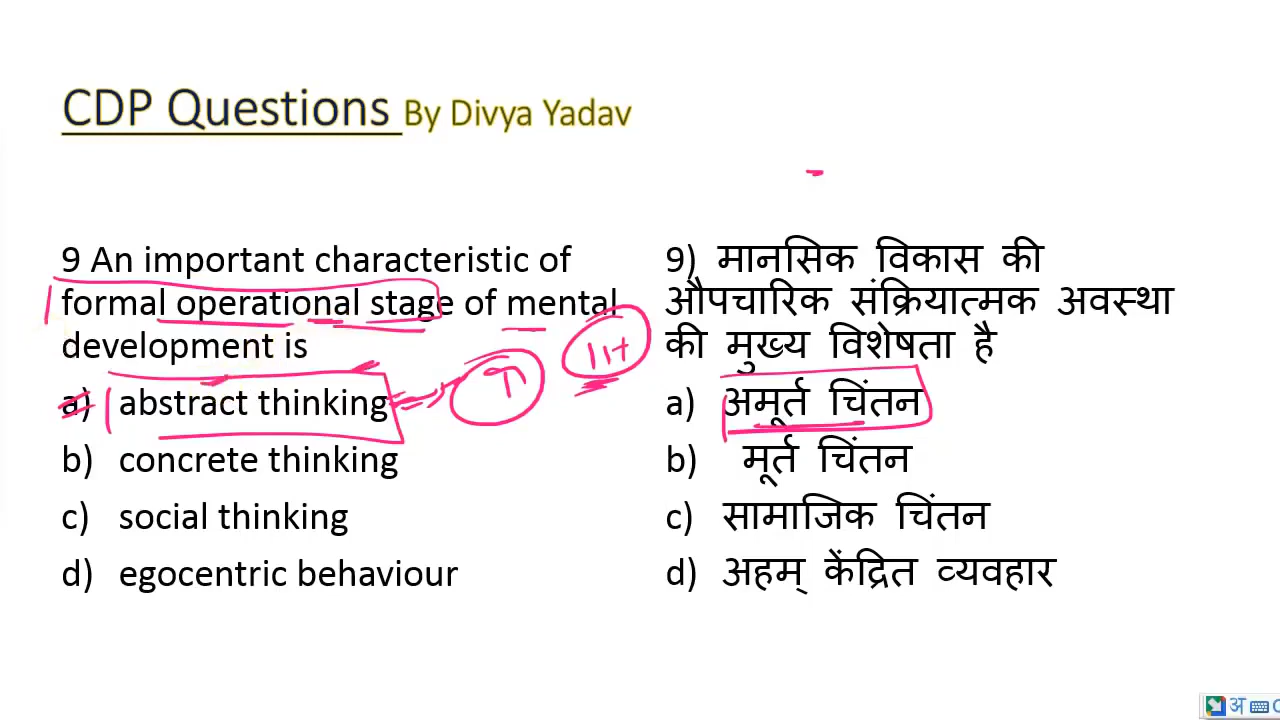 CDP Questions By Divya Yadav
9 An important characteristic of
formal operational stage of mental
development is
a) abstract thinking
b) concrete thinking
c) social thinking
d) egocentric behaviour
11+
9) मानसिक विकास की
औपचारिक संक्रियात्मक अवस्था
की मुख्य विशेषता है
a) अमूर्त चिंतन
b) मूर्त चिंतन
c) सामाजिक चिंतन
d) अहम् केंद्रित व्यवहार
अ